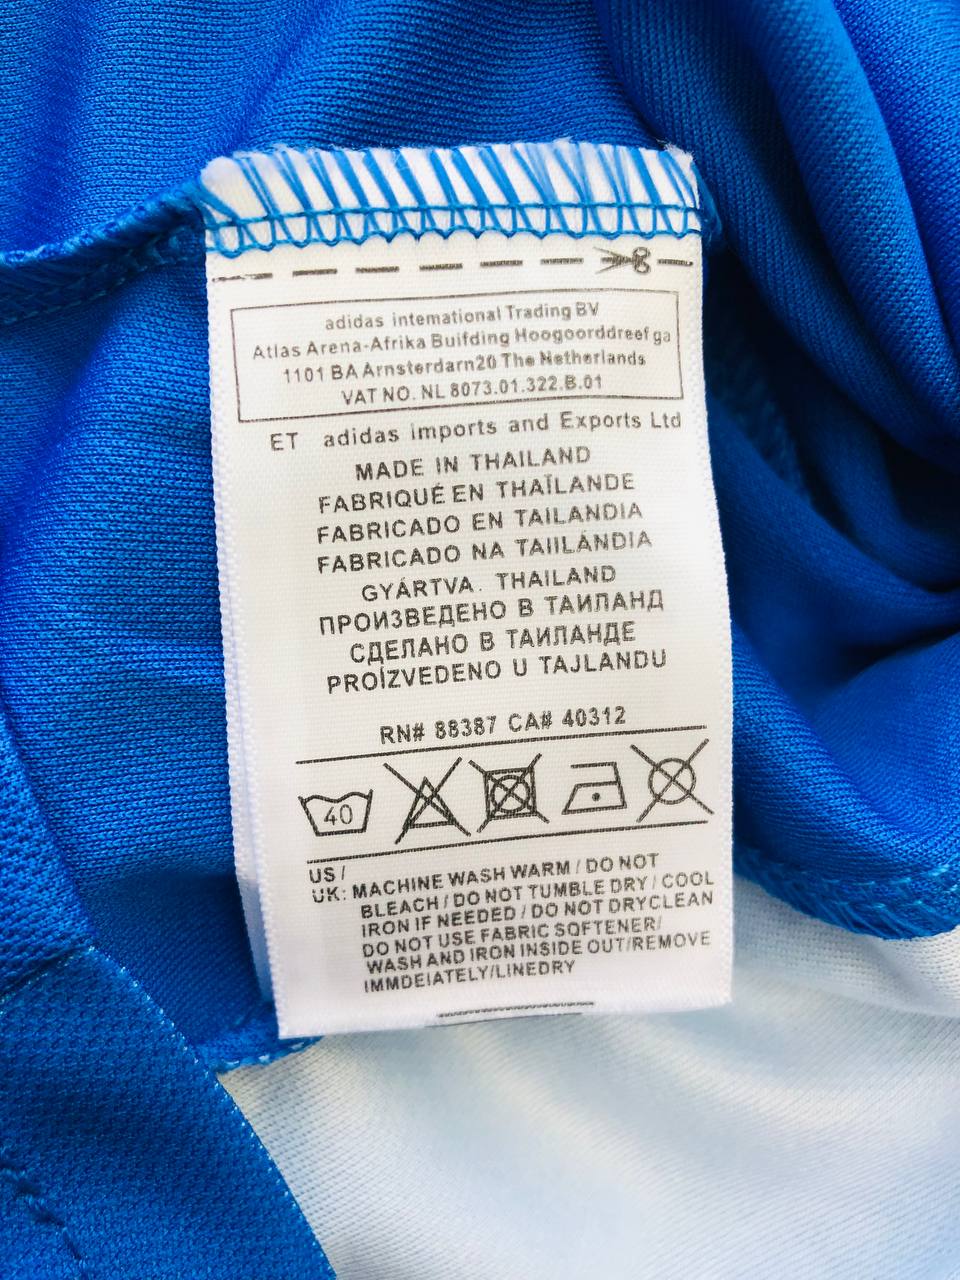 adidas international Trading BV
Atlas Arena-Afrika Buifding Hoogoorddreef ga
1101 BA Arnsterdarn20 The Netherlands
VAT NO. NL 8073.01.322.B.01
ET adidas imports and Exports Ltd
MADE IN THAILAND
FABRIQUÉ EN THAÏLANDE
FABRICADO EN TAILANDIA
FABRICADO NA TAIILÁNDIA
GYÁRTVA. THAILAND
ПРОИЗВЕДЕНО В ТАИЛАНД
СДЕЛАНО В ТАИЛАНДЕ
PROÍZVEDENO U TAJLANDU
RN# 88387 CA# 40312
40
US /
UK: MACHINE WASH WARM / DO NOT
BLEACH / DO NOT TUMBLE DRY / COOL
IRON IF NEEDED / DO NOT DRYCLEAN
DO NOT USE FABRIC SOFTENER/
WASH AND IRON INSIDE OUT/REMOVE
IMMDEIATELY/LINEDRY